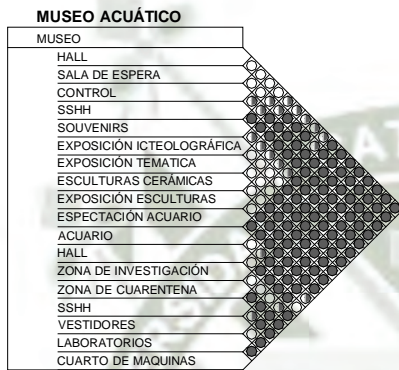 MUSEO ACUÁTICO
MUSEO
HALL
SALA DE ESPERA
CONTROL
SSHH
SOUVENIRS
EXPOSICIÓN ICTEOLOGRÁFICA
EXPOSICIÓN TEMATICA
ESCULTURAS CERÁMICAS
EXPOSICIÓN ESCULTURAS
ESPECTACIÓN ACUARIO
ACUARIO
HALL
ZONA DE INVESTIGACIÓN
ZONA DE CUARENTENA
SSHH
VESTIDORES
LABORATORIOS
CUARTO DE MAQUINAS